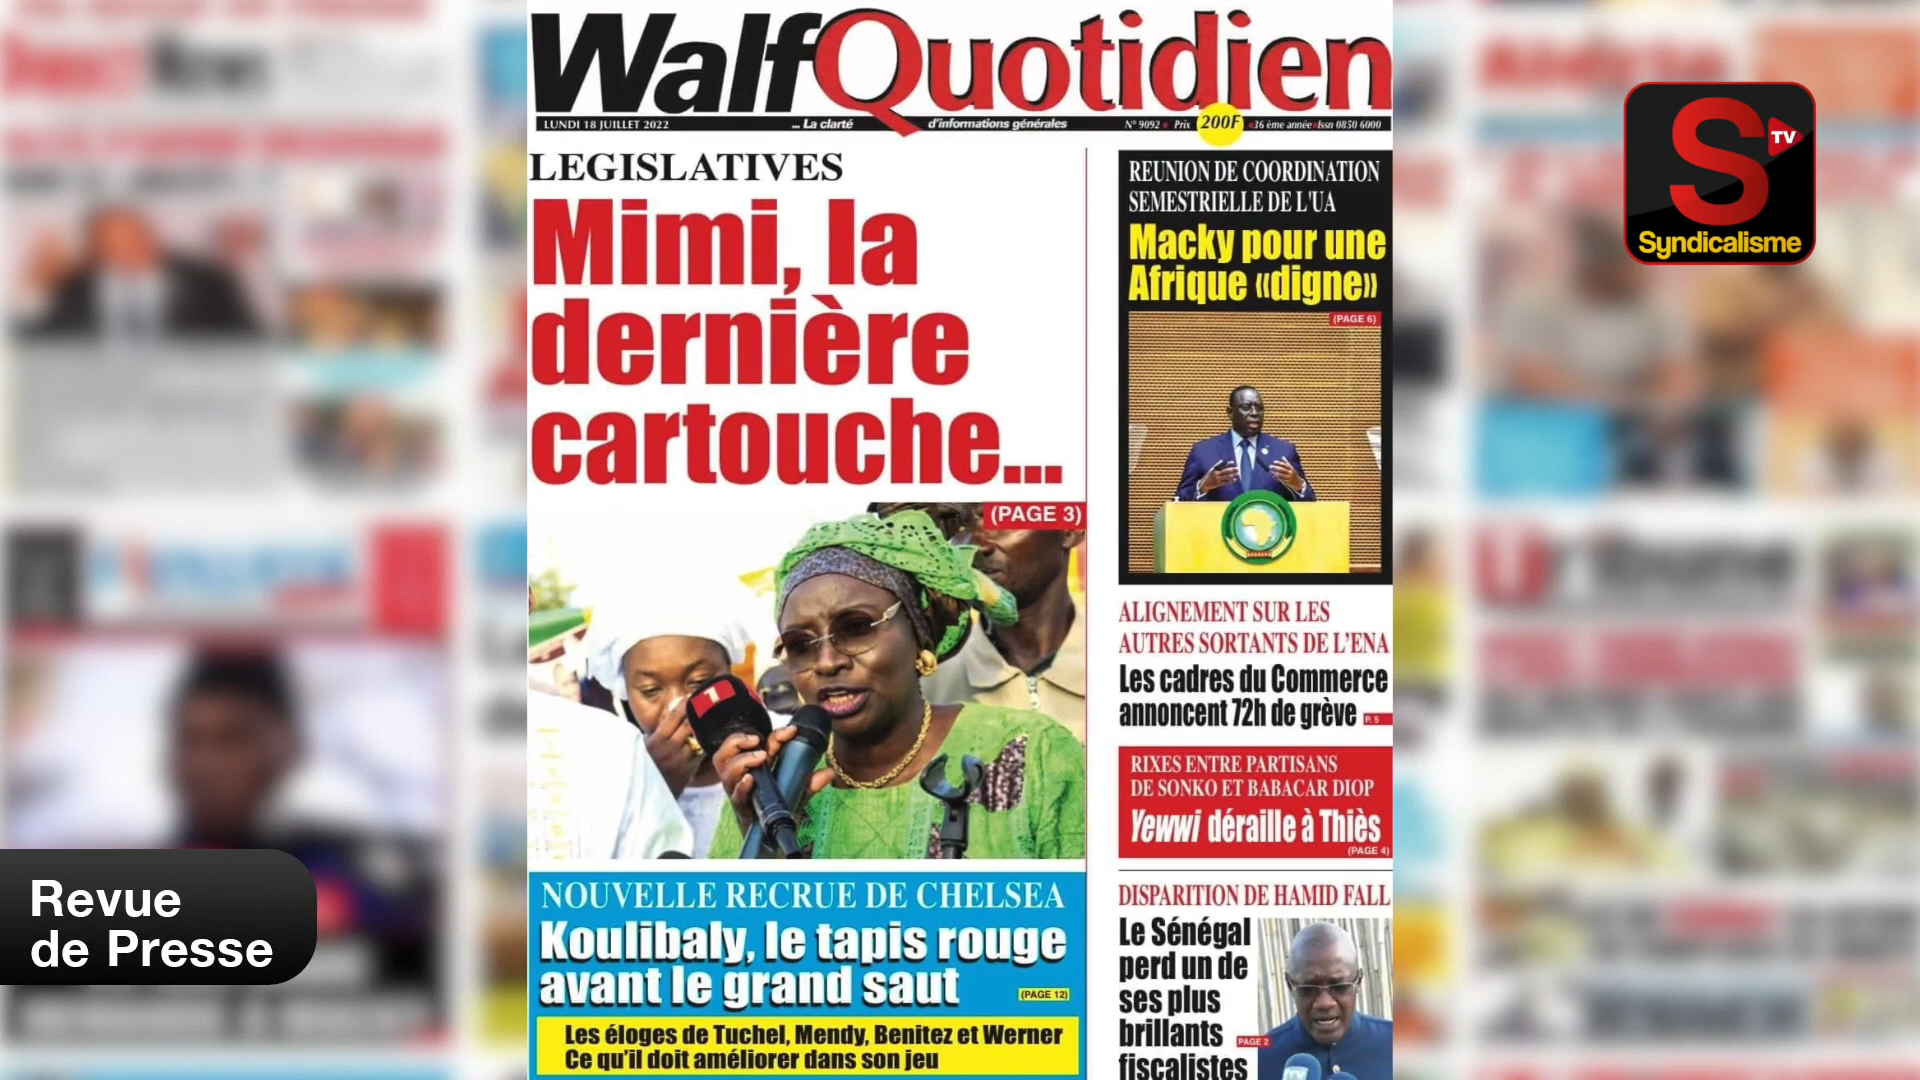 Walf Quotidien
LUNDI 18 JUILLET 2022
... La clarté d'informations générales
N° 9092 Prix 200F 36 ème année Issn 0850 6000
LEGISLATIVES
Mimi, la
dernière
cartouche...
(PAGE 3)
1
NOUVELLE RECRUE DE CHELSEA
Koulibaly, le tapis rouge
avant le grand saut
(PAGE 12)
Les éloges de Tuchel, Mendy, Benitez et Werner
Ce qu'il doit améliorer dans son jeu
REUNION DE COORDINATION
SEMESTRIELLE DE L'UA
Macky pour une
Afrique «digne»
(PAGE 6)
ALIGNEMENT SUR LES
AUTRES SORTANTS DE L'ENA
Les cadres du Commerce
annoncent 72h de grève P. 5
RIXES ENTRE PARTISANS
DE SONKO ET BABACAR DIOP
Yewwi déraille à Thiès
(PAGE 4)
DISPARITION DE HAMID FALL
Le Sénégal
perd un de
ses plus
brillants
fiscalistes
PAGE 2
S TV
Syndicalisme
Revue
de Presse